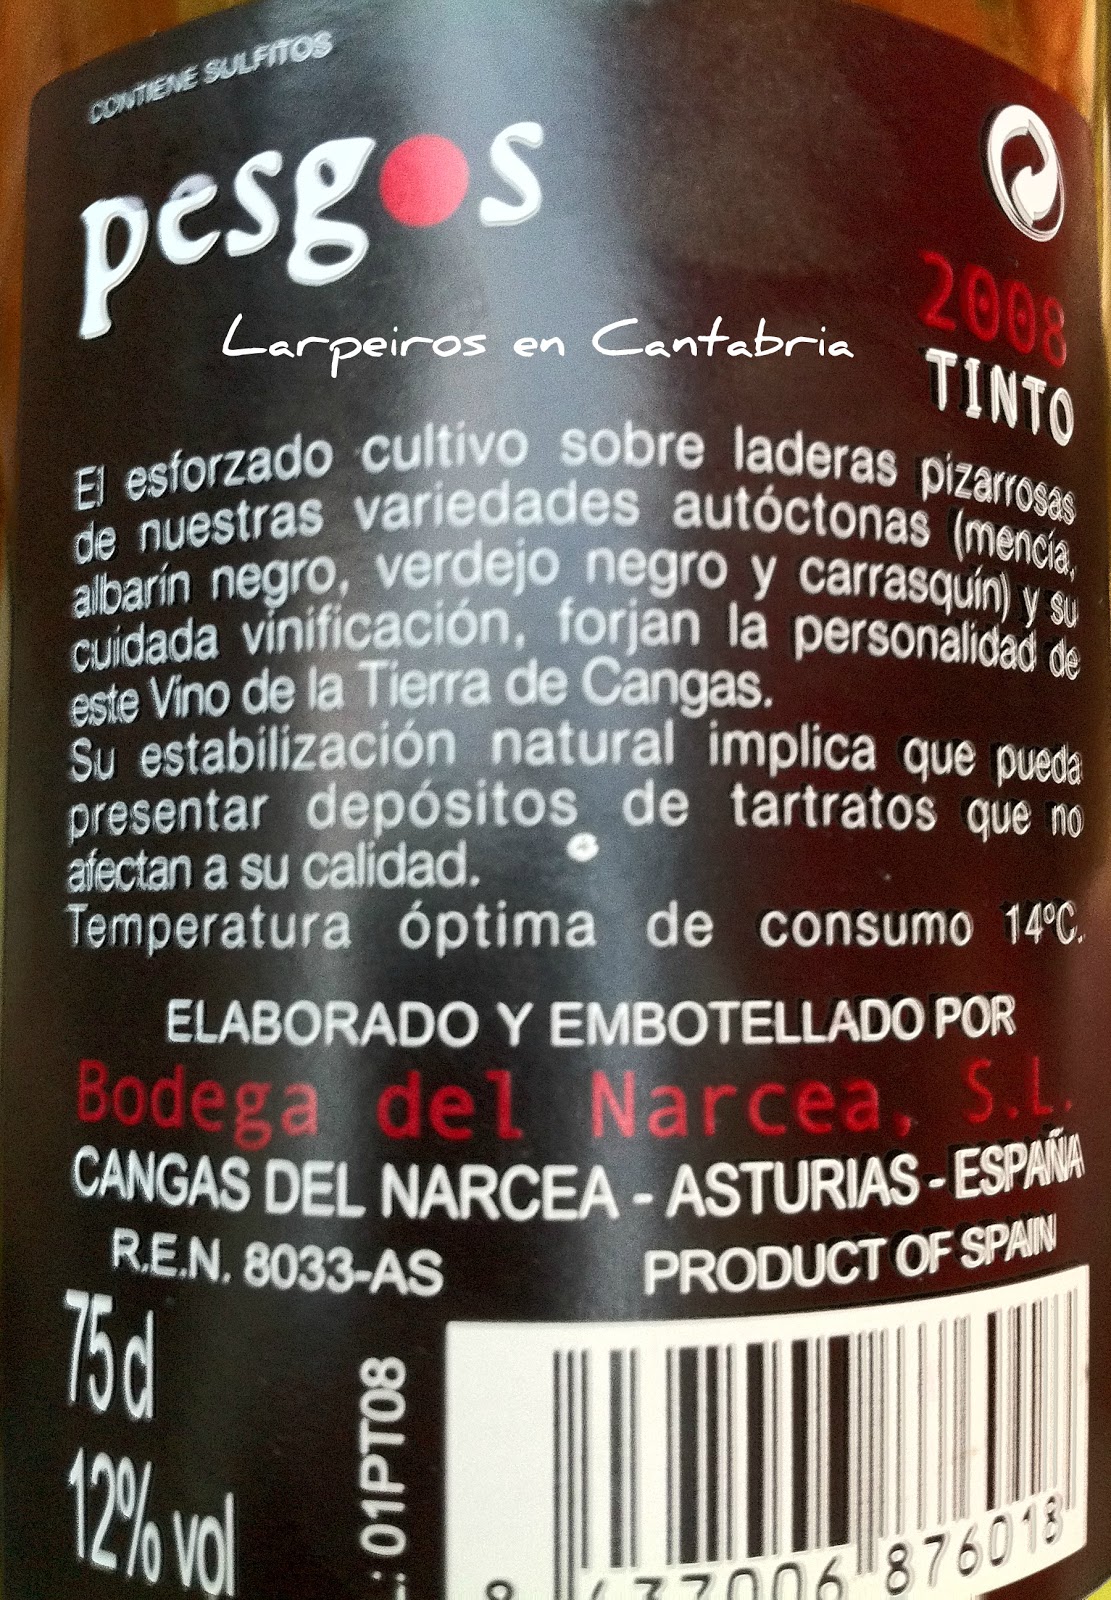 CONTIENE SULFITOS
pesgos
2008
Larpeiros en Cantabria
TINTO
El esforzado cultivo sobre laderas pizarrosas
de nuestras variedades autóctonas (mencía,
albarín negro, verdejo negro y carrasquín) y su
cuidada vinificación, forjan la personalidad de
este Vino de la Tierra de Cangas.
Su estabilización natural implica que pueda
presentar depósitos de tartratos que no
afectan a su calidad.
Temperatura óptima de consumo 14ºC.
ELABORADO Y EMBOTELLADO POR
Bodega del Narcea, S.L.
CANGAS DEL NARCEA - ASTURIAS - ESPAÑA
R.E.N. 8033-AS PRODUCT OF SPAIN
75 cl
12% vol
.: 01PT08
8 437006 876018